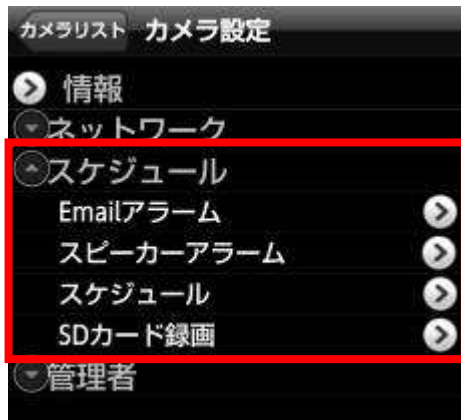 カメラリスト カメラ設定
情報
ネットワーク
スケジュール
Emailアラーム
スピーカーアラーム
スケジュール
SDカード録画
管理者